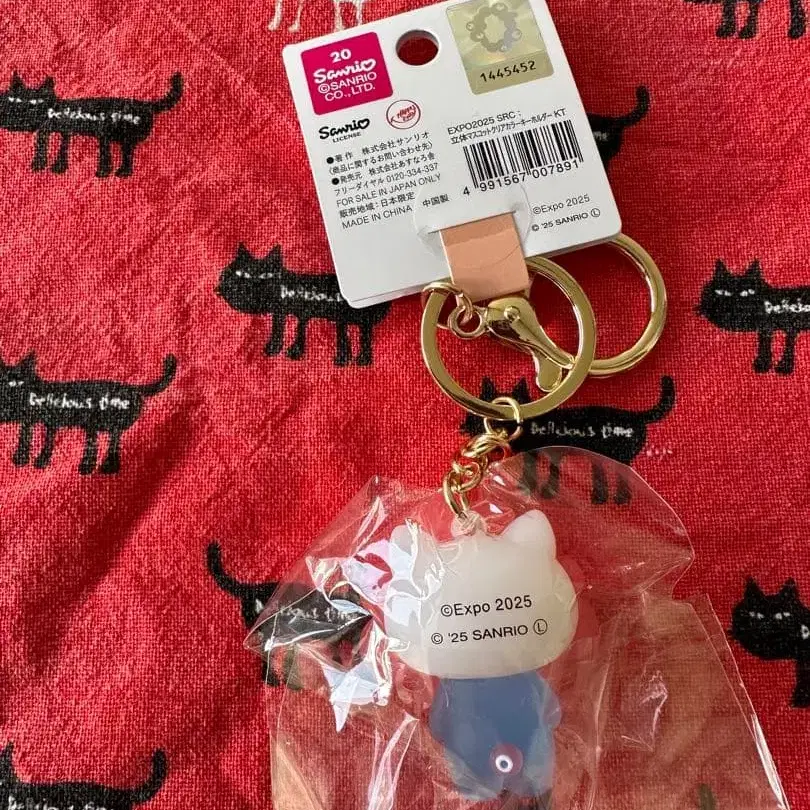 20
Sanrio
©SANRIO
CO., LTD.
1445452
Sanrio
LICENSE
EXPO2025 SRC :
立体マスコットクリアカラーキーホルダー KT
●著作　株式会社サンリオ
(商品に関するお問い合わせ先)
●発売元　株式会社あすなろ舎
フリーダイヤル 0120-334-337
FOR SALE IN JAPAN ONLY
販売地域：日本限定
MADE IN CHINA 中国製
4 991567 007891
©Expo 2025
© '25 SANRIO Ⓛ
Delicious time
Delicious time
Delicious time
Delicious time
©Expo 2025
© '25 SANRIO Ⓛ